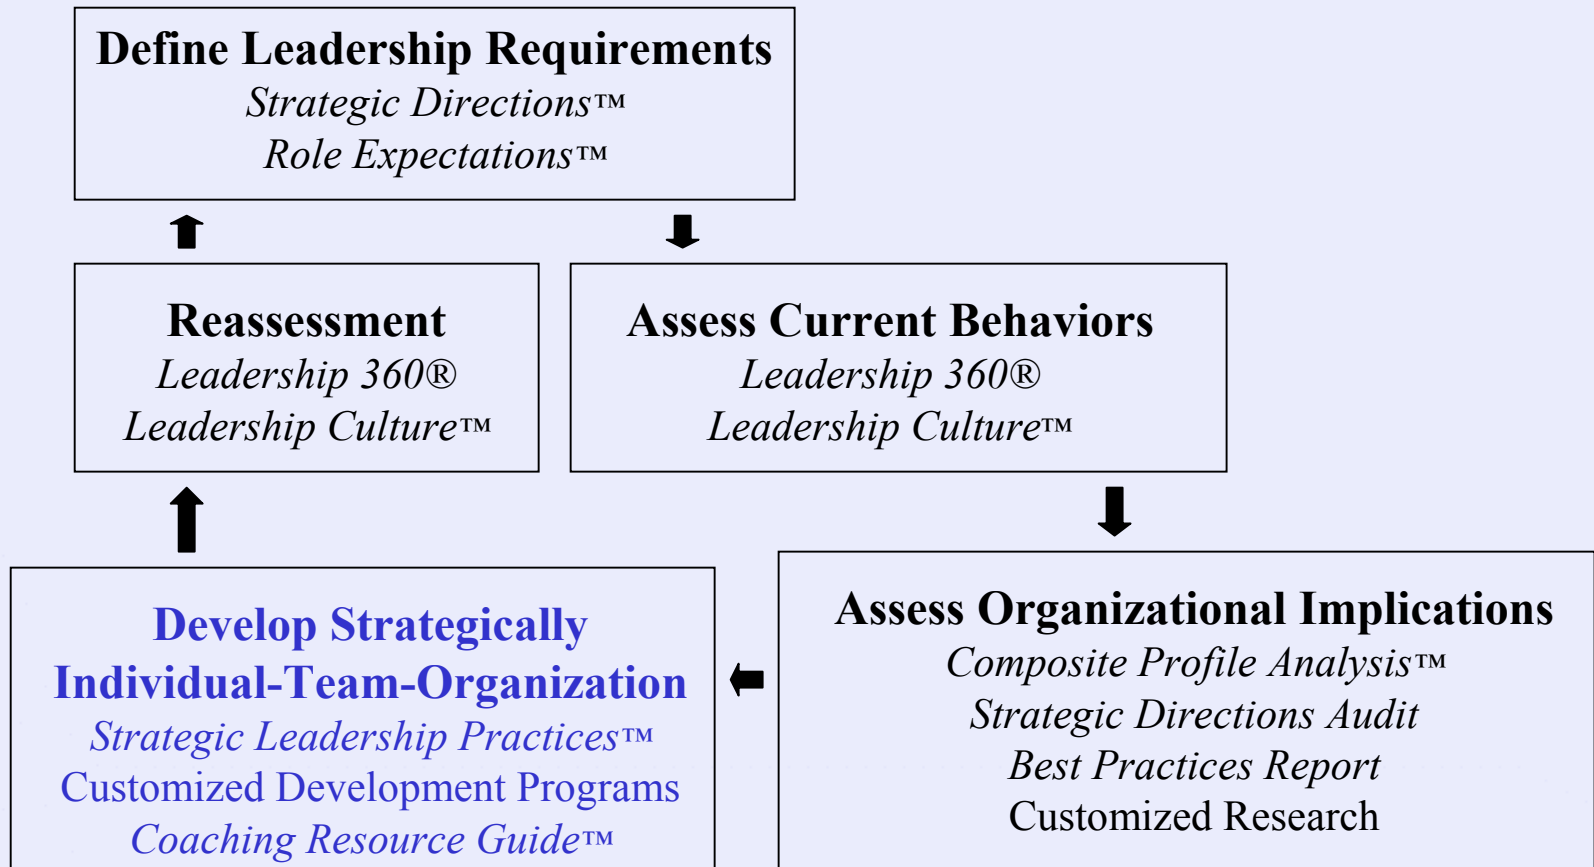 Define Leadership Requirements
Strategic Directions™
Role Expectations™
Reassessment
Leadership 360®
Leadership Culture™
Assess Current Behaviors
Leadership 360®
Leadership Culture™
Develop Strategically
Individual-Team-Organization
Strategic Leadership Practices™
Customized Development Programs
Coaching Resource Guide™
Assess Organizational Implications
Composite Profile Analysis™
Strategic Directions Audit
Best Practices Report
Customized Research